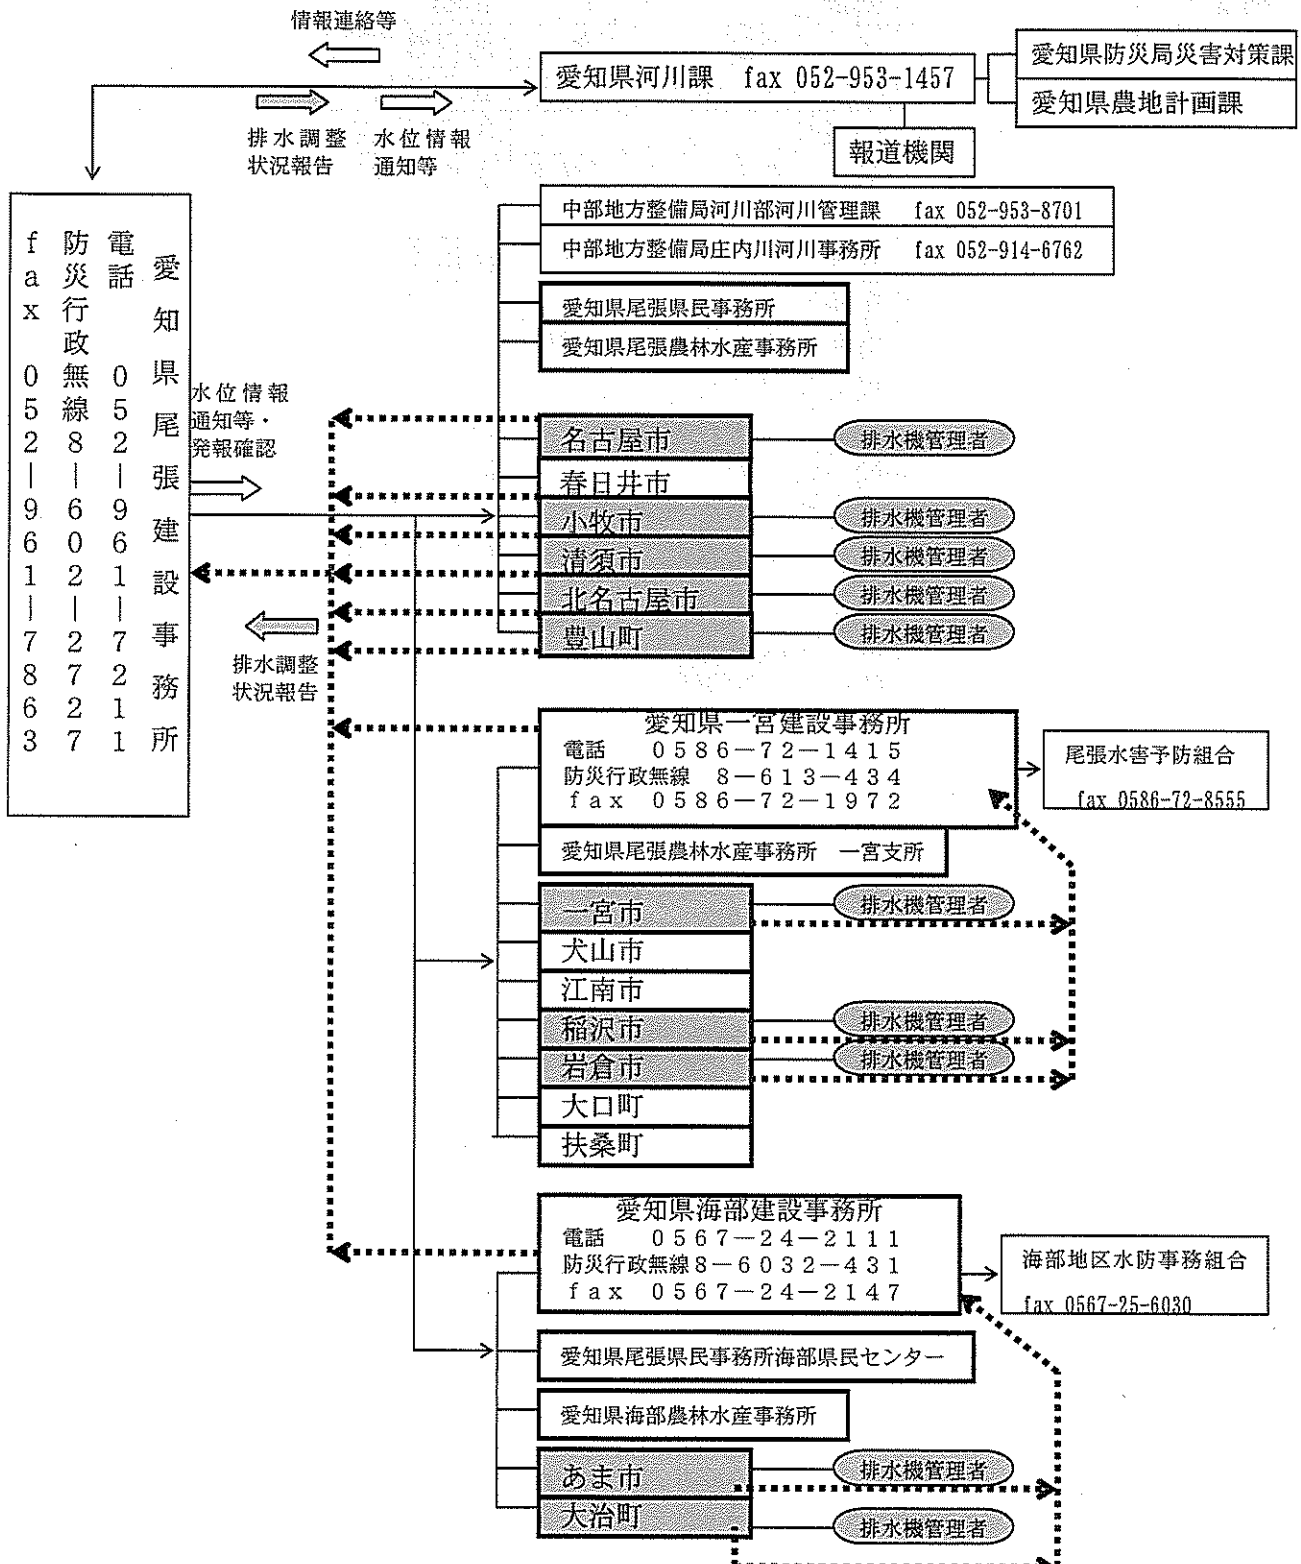 情報連絡等
愛知県河川課 fax 052-953-1457
愛知県防災局災害対策課
愛知県農地計画課
報道機関
排水調整
状況報告
水位情報
通知等
愛知県尾張建設事務所
電話 052-961-7211
防災行政無線8-602-2727
fax 052-961-7863
水位情報
通知等・
発報確認
排水調整
状況報告
中部地方整備局河川部河川管理課 fax 052-953-8701
中部地方整備局庄内川河川事務所 fax 052-914-6762
愛知県尾張県民事務所
愛知県尾張農林水産事務所
名古屋市 排水機管理者
春日井市
小牧市 排水機管理者
清須市 排水機管理者
北名古屋市 排水機管理者
豊山町 排水機管理者
愛知県一宮建設事務所
電話 0586-72-1415
防災行政無線 8-613-434
fax 0586-72-1972
尾張水害予防組合
fax 0586-72-8555
愛知県尾張農林水産事務所 一宮支所
一宮市 排水機管理者
犬山市
江南市
稲沢市 排水機管理者
岩倉市 排水機管理者
大口町
扶桑町
愛知県海部建設事務所
電話 0567-24-2111
防災行政無線8-6032-431
fax 0567-24-2147
海部地区水防事務組合
fax 0567-25-6030
愛知県尾張県民事務所海部県民センター
愛知県海部農林水産事務所
あま市 排水機管理者
大治町 排水機管理者